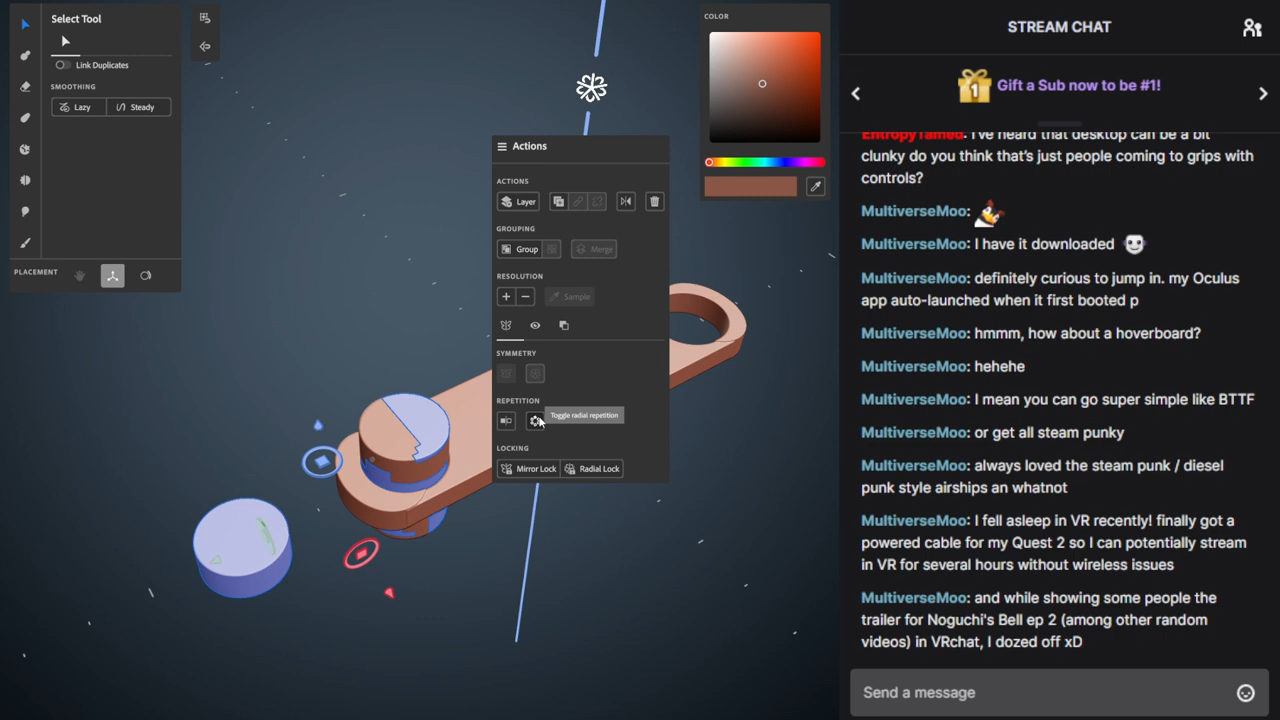 Select Tool
Link Duplicates
SMOOTHING
Lazy
Steady
PLACEMENT
Actions
ACTIONS
Layer
GROUPING
Group
Merge
RESOLUTION
Sample
SYMMETRY
REPETITION
Toggle radial repetition
LOCKING
Mirror Lock
Radial Lock
COLOR
STREAM CHAT
1
Gift a Sub now to be #1!
EntropyTamed: I've heard that desktop can be a bit
clunky do you think that's just people coming to grips with
controls?
MultiverseMoo:
MultiverseMoo: I have it downloaded
MultiverseMoo: definitely curious to jump in. my Oculus
app auto-launched when it first booted p
MultiverseMoo: hmmm, how about a hoverboard?
MultiverseMoo: hehehe
MultiverseMoo: I mean you can go super simple like BTTF
MultiverseMoo: or get all steam punky
MultiverseMoo: always loved the steam punk / diesel
punk style airships an whatnot
MultiverseMoo: I fell asleep in VR recently! finally got a
powered cable for my Quest 2 so I can potentially stream
in VR for several hours without wireless issues
MultiverseMoo: and while showing some people the
trailer for Noguchi's Bell ep 2 (among other random
videos) in VRchat, I dozed off xD
Send a message